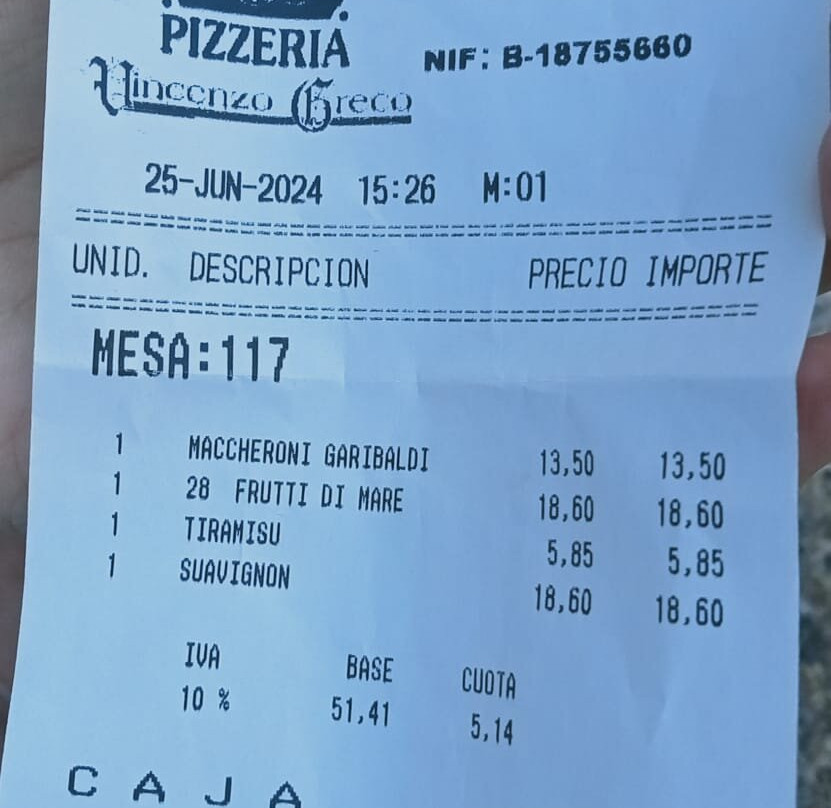 PIZZERIA
Vincenzo Greco
NIF: B-18755660
25-JUN-2024 15:26 M:01
UNID. DESCRIPCION PRECIO IMPORTE
MESA:117
1 MACCHERONI GARIBALDI 13,50 13,50
1 28 FRUTTI DI MARE 18,60 18,60
1 TIRAMISU 5,85 5,85
1 SUAVIGNON 18,60 18,60
IVA BASE CUOTA
10 % 51,41 5,14
C A J A